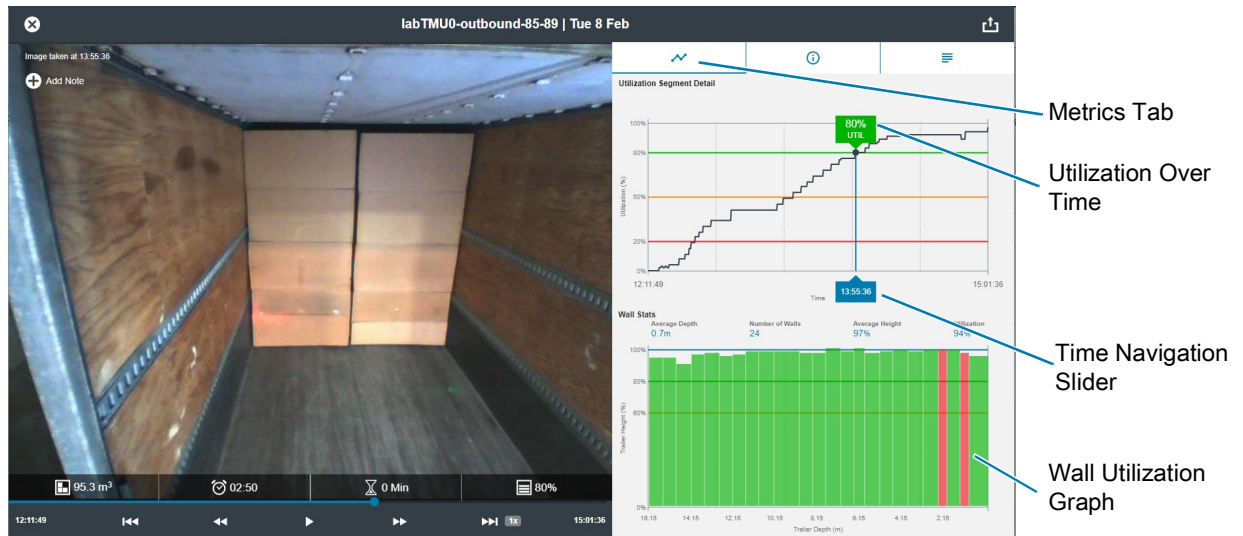 labTMU0-outbound-85-89 | Tue 8 Feb
Image taken at 13:55:36
Add Note
Utilization Segment Detail
100%
80%
50%
20%
0%
Utilization (%)
80%
UTIL
12:11:49
15:01:36
13:55:36
Time
Wall Stats
Average Depth
0.7m
Number of Walls
24
Average Height
97%
Utilization
94%
100%
80%
60%
0%
Trailer Height (%)
16.15 14.15 12.15 10.15 8.15 6.15 4.15 2.15
Trailer Depth (m)
95.3 m³
02:50
0 Min
80%
12:11:49
1x
15:01:36
Metrics Tab
Utilization Over
Time
Time Navigation
Slider
Wall Utilization
Graph